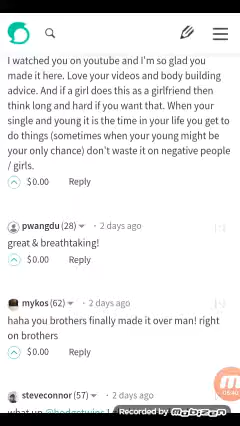 I watched you on youtube and I'm so glad you
made it here. Love your videos and body building
advice. And if a girl does this as a girlfriend then
think long and hard if you want that. When your
single and young it is the time in your life you get to
do things (sometimes when your young might be
your only chance) don't waste it on negative people
/ girls.
$0.00 Reply
pwangdu (28) • 2 days ago
great & breathtaking!
$0.00 Reply
mykos (62) • 2 days ago
haha you brothers finally made it over man! right
on brothers
$0.00 Reply
steveconnor (57) • 2 days ago
what up @hodgetwins I
Recorded by MOBIZEN